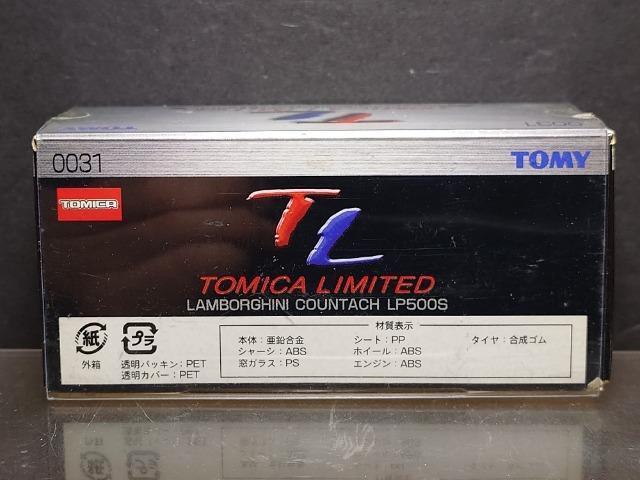 0031
TOMY
TOMICA
TL
TOMICA LIMITED
LAMBORGHINI COUNTACH LP500S
紙
外箱
プラ
透明パッキン:PET
透明カバー:PET
材質表示
本体:亜鉛合金 シート:PP タイヤ:合成ゴム
シャーシ:ABS ホイール:ABS
窓ガラス:PS エンジン:ABS